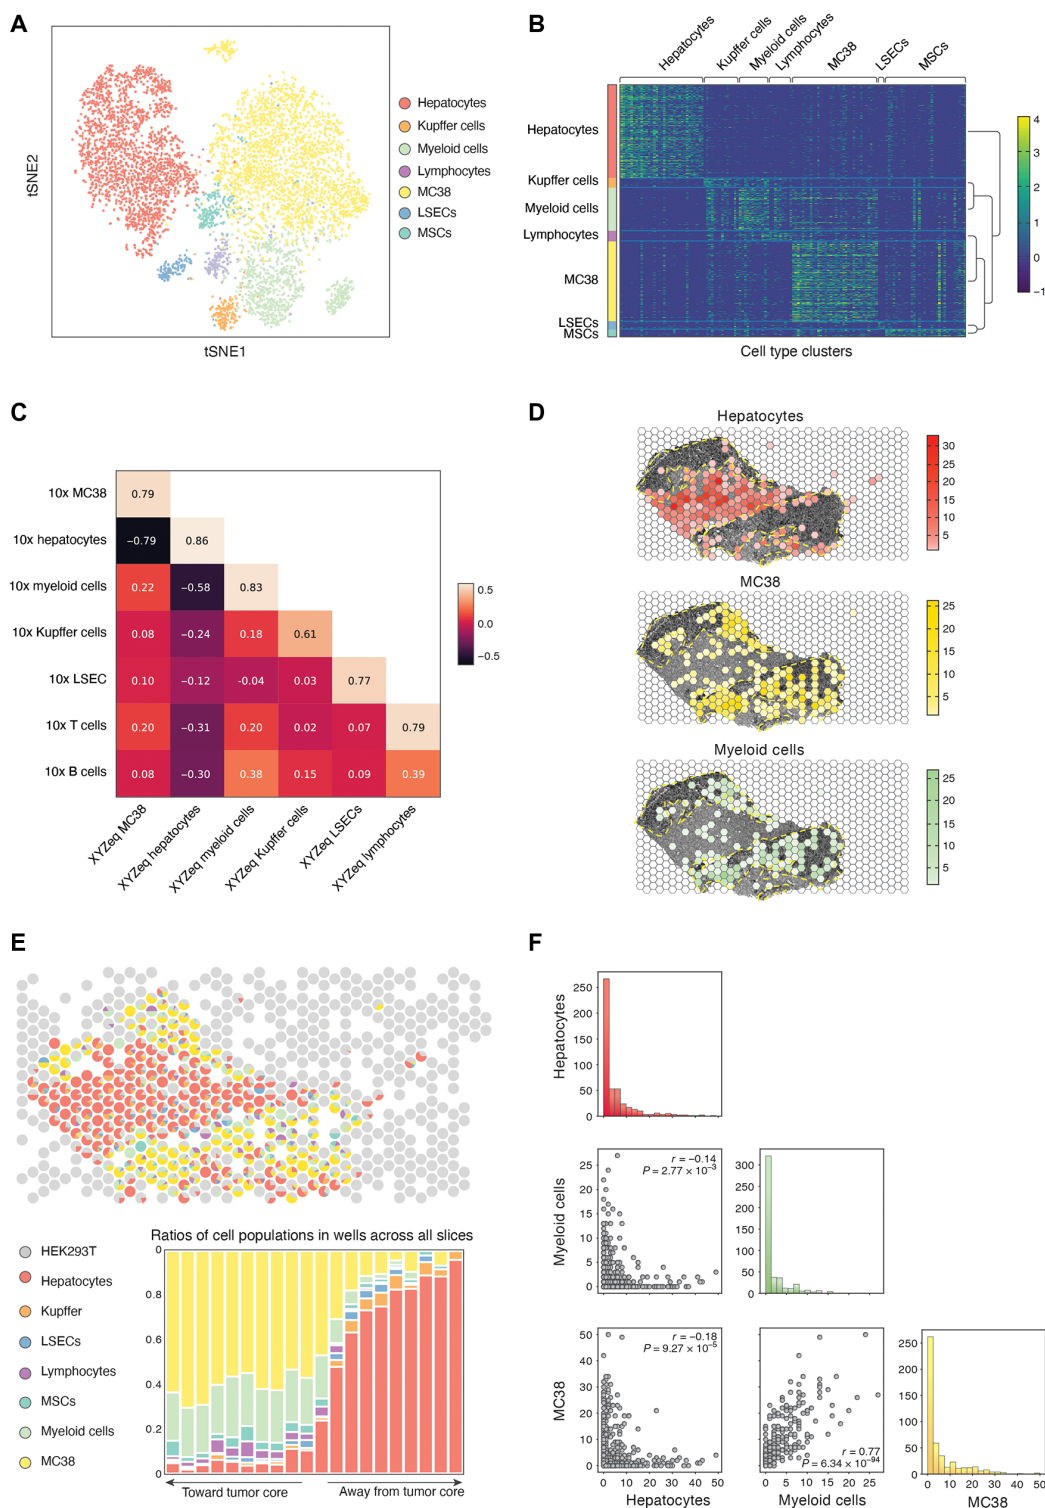 A
tSNE2
tSNE1
Hepatocytes
Kupffer cells
Myeloid cells
Lymphocytes
MC38
LSECs
MSCs
B
Hepatocytes
Kupffer cells
Myeloid cells
Lymphocytes
MC38
LSECs
MSCs
Hepatocytes
Kupffer cells
Myeloid cells
Lymphocytes
MC38
LSECs
MSCs
Cell type clusters
4
3
2
1
0
−1
C
10x MC38
10x hepatocytes
10x myeloid cells
10x Kupffer cells
10x LSEC
10x T cells
10x B cells
0.79
−0.79 0.86
0.22 −0.58 0.83
0.08 −0.24 0.18 0.61
0.10 −0.12 -0.04 0.03 0.77
0.20 −0.31 0.20 0.02 0.07 0.79
0.08 −0.30 0.38 0.15 0.09 0.39
XYZeq MC38
XYZeq hepatocytes
XYZeq myeloid cells
XYZeq Kupffer cells
XYZeq LSECs
XYZeq lymphocytes
0.5
0.0
−0.5
D
Hepatocytes
30
25
20
15
10
5
MC38
25
20
15
10
5
Myeloid cells
25
20
15
10
5
E
HEK293T
Hepatocytes
Kupffer
LSECs
Lymphocytes
MSCs
Myeloid cells
MC38
Ratios of cell populations in wells across all slices
0
0.8
0.6
0.4
0.2
0
Toward tumor core
Away from tumor core
F
Hepatocytes
250
200
150
100
50
0
Myeloid cells
25
20
15
10
5
0
r = −0.14
P = 2.77 × 10−3
300
250
200
150
100
50
0
MC38
50
40
30
20
10
0
r = −0.18
P = 9.27 × 10−5
0 10 20 30 40 50
Hepatocytes
r = 0.77
P = 6.34 × 10−94
0 10 20
Myeloid cells
250
200
150
100
50
0
0 10 20 30 40 50
MC38